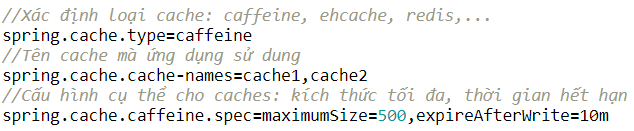 //Xác định loại cache: caffeine, ehcache, redis,...
spring.cache.type=caffeine
//Tên cache mà ứng dụng sử dung
spring.cache.cache-names=cache1,cache2
//Cấu hình cụ thể cho caches: kích thức tối đa, thời gian hết hạn
spring.cache.caffeine.spec=maximumSize=500,expireAfterWrite=10m